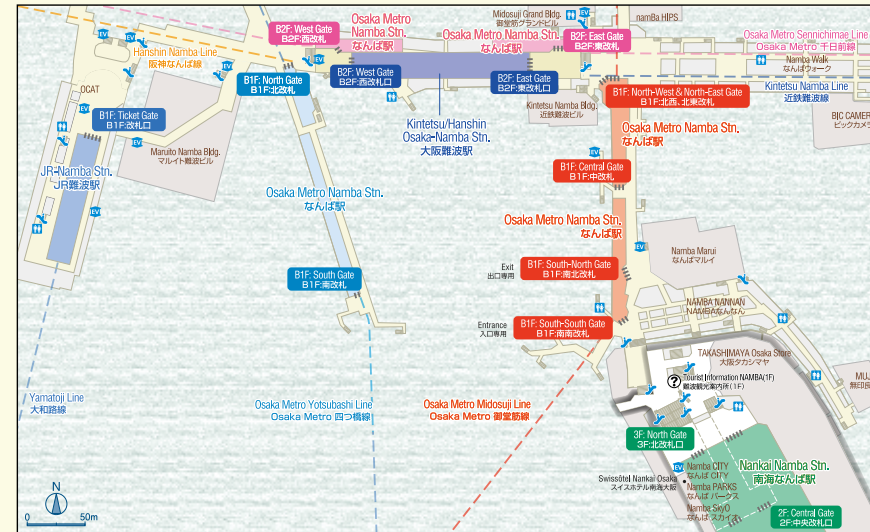 B2F: West Gate
B2F:西改札
Osaka Metro
Namba Stn.
なんば駅
Osaka Metro
Namba Stn.
なんば駅
Midosuji Grand Bldg.
御堂筋グランドビル
B2F: East Gate
B2F:東改札
namBa HIPS
Osaka Metro Sennichimae Line
Osaka Metro 千日前線
Namba Walk
なんばウォーク
Hanshin Namba Line
阪神なんば線
OCAT
B1F: North Gate
B1F:北改札
B2F: West Gate
B2F:西改札口
B2F: East Gate
B2F:東改札口
Kintetsu Namba Line
近鉄難波線
B1F: North-West & North-East Gate
B1F:北西、北東改札
Kintetsu Namba Bldg.
近鉄難波ビル
BIC CAMER
ビックカメラ
B1F: Ticket Gate
B1F:改札口
Kintetsu/Hanshin
Osaka-Namba Stn.
大阪難波駅
Osaka Metro Namba Stn.
なんば駅
Maruito Namba Bldg.
マルイト難波ビル
B1F: Central Gate
B1F:中改札
JR-Namba Stn.
JR難波駅
Osaka Metro Namba Stn.
なんば駅
Osaka Metro Namba Stn.
なんば駅
Namba Marui
なんばマルイ
B1F: South Gate
B1F:南改札
Exit
出口専用
B1F: South-North Gate
B1F:南北改札
NAMBA NANNAN
NAMBAなんなん
Entrance
入口専用
B1F: South-South Gate
B1F:南南改札
TAKASHIMAYA Osaka Store
大阪タカシマヤ
Tourist Information NAMBA(1F)
難波観光案内所(1F)
MUJ
無印良
Yamatoji Line
大和路線
Osaka Metro Yotsubashi Line
Osaka Metro 四つ橋線
Osaka Metro Midosuji Line
Osaka Metro 御堂筋線
3F: North Gate
3F:北改札口
Nankai Namba Stn.
南海なんば駅
Namba CITY
なんば CITY
Swissôtel Nankai Osaka
スイスホテル南海大阪
Namba PARKS
なんば パークス
Namba SkyO
なんば スカイオ
2F: Central Gate
2F:中央改札口
N
0 50m
EV
EV
EV
EV
EV
EV
EV
EV
EV
?